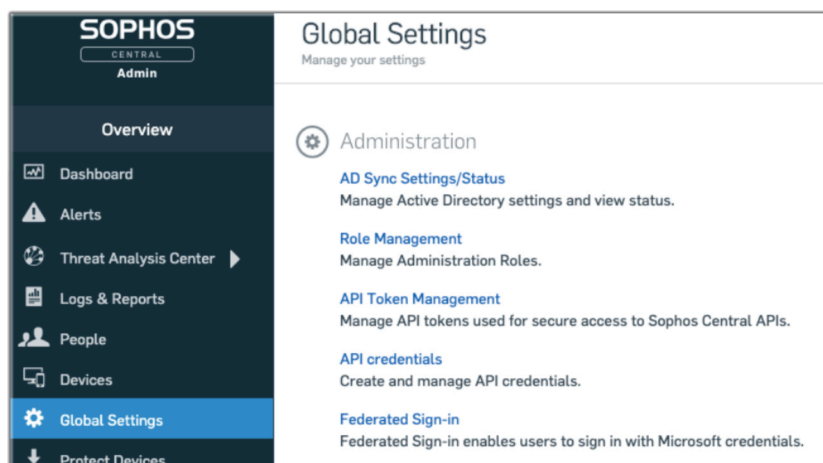 SOPHOS
CENTRAL
Admin
Overview
Dashboard
Alerts
Threat Analysis Center
Logs & Reports
People
Devices
Global Settings
Protect Devices
Global Settings
Manage your settings
Administration
AD Sync Settings/Status
Manage Active Directory settings and view status.
Role Management
Manage Administration Roles.
API Token Management
Manage API tokens used for secure access to Sophos Central APIs.
API credentials
Create and manage API credentials.
Federated Sign-in
Federated Sign-in enables users to sign in with Microsoft credentials.